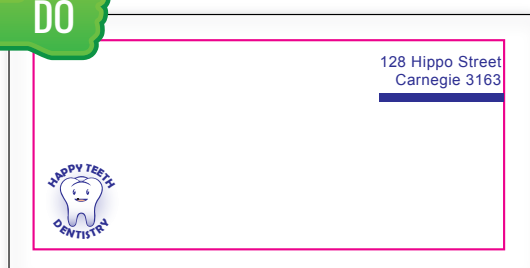 DO
128 Hippo Street
Carnegie 3163
HAPPY TEETH
DENTISTRY